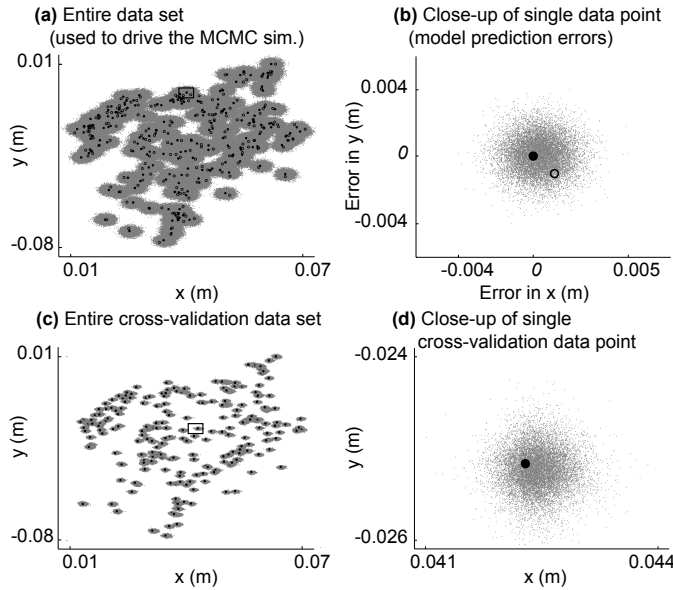 (a) Entire data set
(used to drive the MCMC sim.)
0.01
y (m)
-0.08
0.01
0.07
x (m)
(b) Close-up of single data point
(model prediction errors)
0.004
0
Error in y (m)
-0.004
-0.004
0
0.005
Error in x (m)
(c) Entire cross-validation data set
0.01
y (m)
-0.08
0.01
0.07
x (m)
(d) Close-up of single
cross-validation data point
-0.024
y (m)
-0.026
0.041
0.044
x (m)